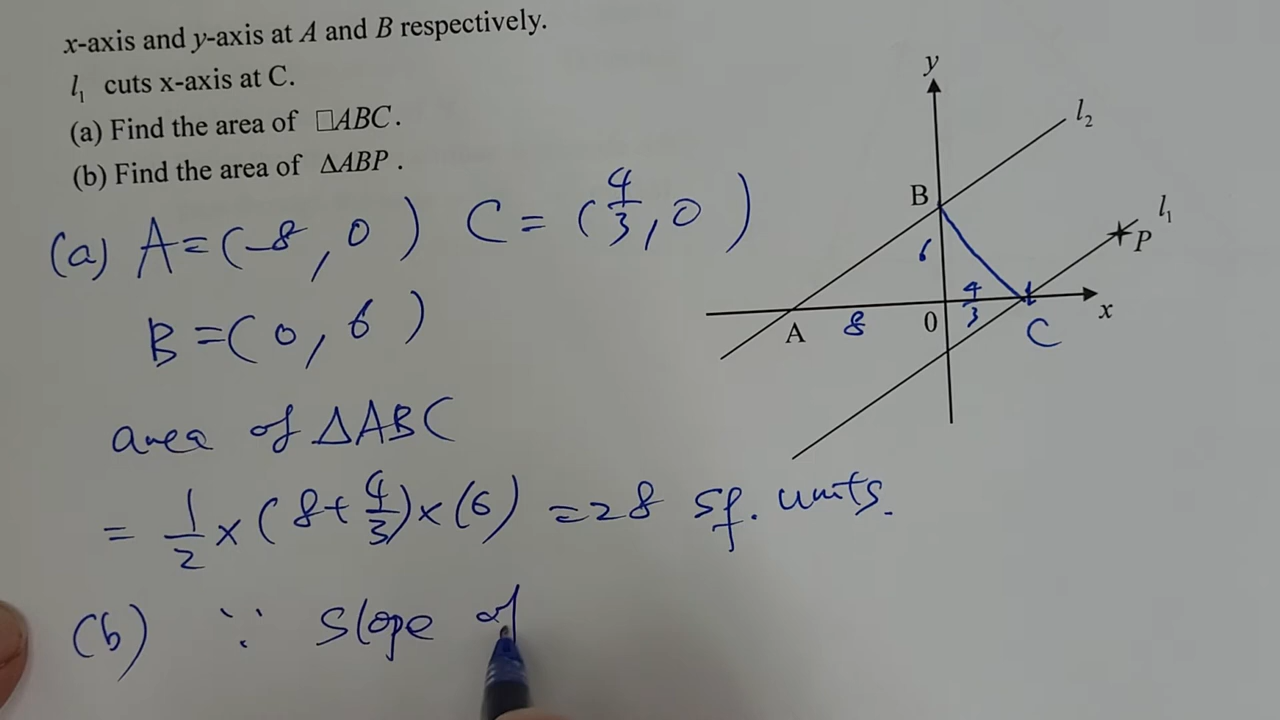 x-axis and y-axis at A and B respectively.
l₁ cuts x-axis at C.
(a) Find the area of □ABC.
(b) Find the area of ΔABP.
(a) A=(-8, 0) C=(4/3, 0)
B=(0, 6)
area of ΔABC
= 1/2 × (8+4/3)×(6) =28 sq. units.
(b) ∵ slope of
y
l₂
B
l₁
P
6
4/3
A
8
0
C
x